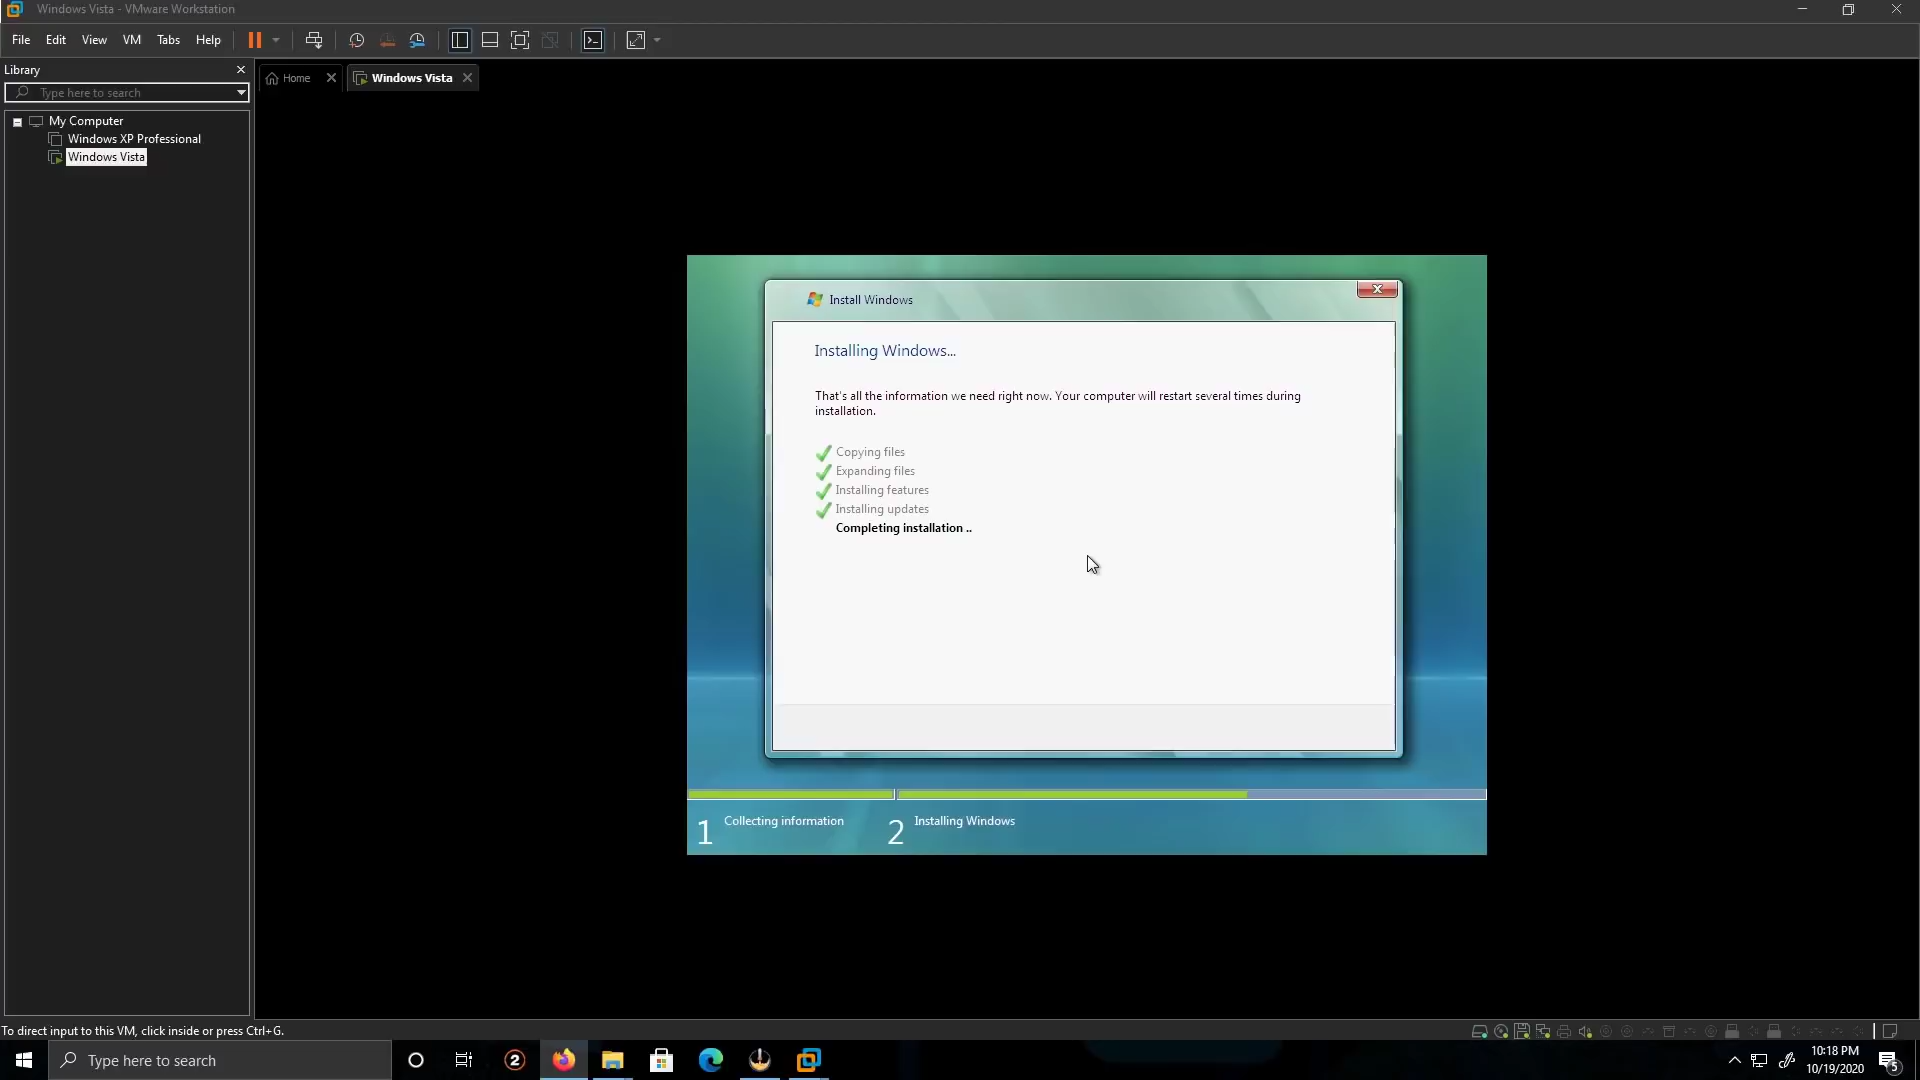 Windows Vista - VMware Workstation
File Edit View VM Tabs Help
Library
Type here to search
Home
Windows Vista
My Computer
Windows XP Professional
Windows Vista
Install Windows
Installing Windows...
That's all the information we need right now. Your computer will restart several times during
installation.
Copying files
Expanding files
Installing features
Installing updates
Completing installation ..
1 Collecting information
2 Installing Windows
To direct input to this VM, click inside or press Ctrl+G.
Type here to search
2
10:18 PM
10/19/2020
5